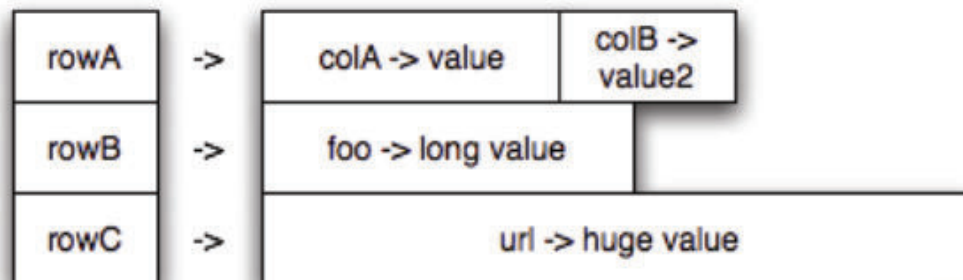 rowA -> colA -> value colB ->
value2
rowB -> foo -> long value
rowC -> url -> huge value